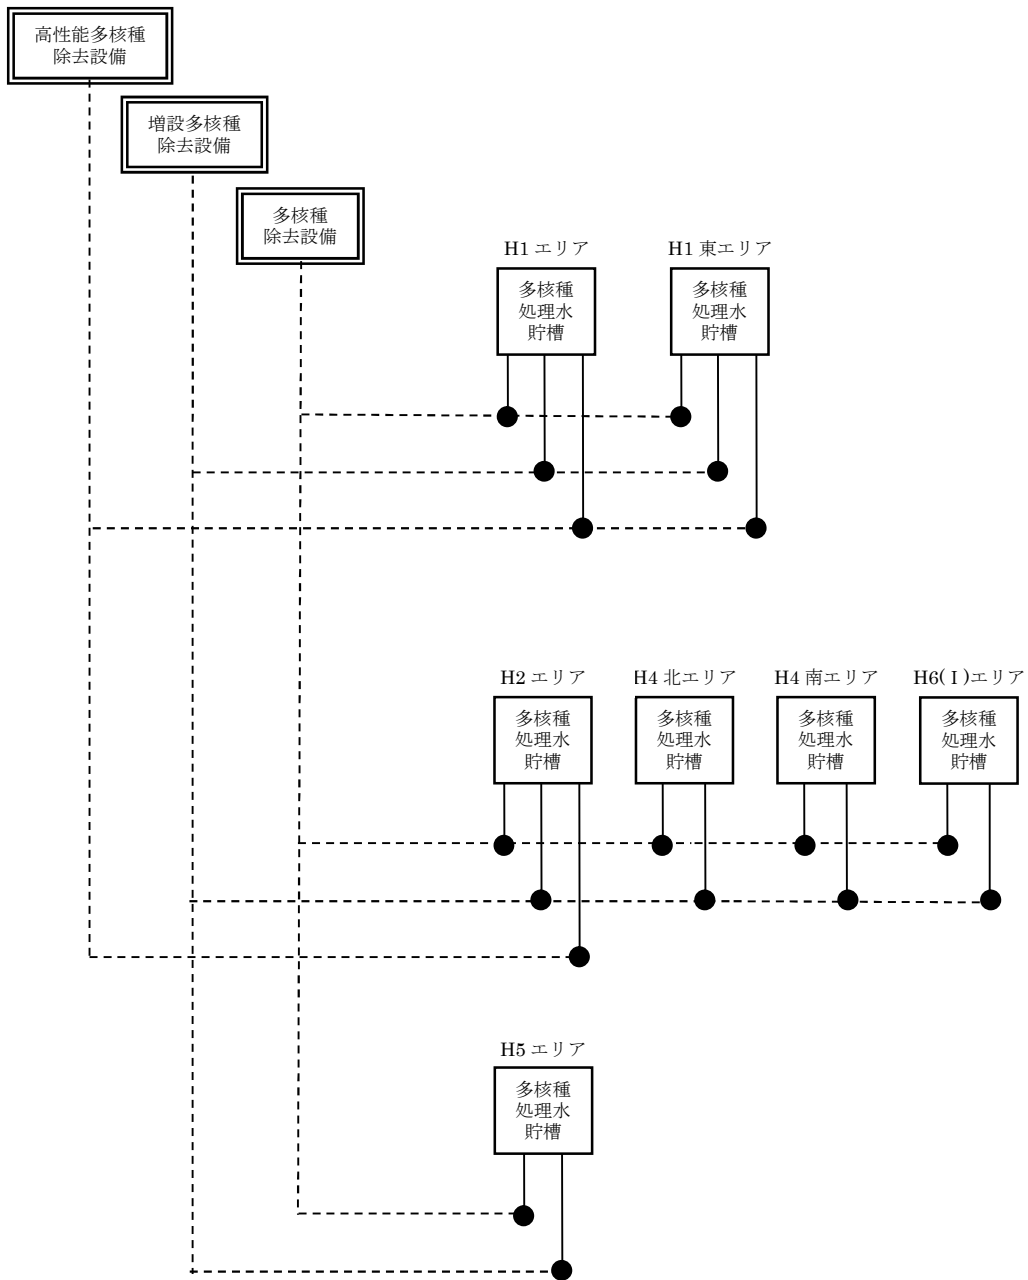 高性能多核種
除去設備
増設多核種
除去設備
多核種
除去設備
H1 エリア
H1 東エリア
多核種
処理水
貯槽
多核種
処理水
貯槽
H2 エリア
H4 北エリア
H4 南エリア
H6(Ⅰ)エリア
多核種
処理水
貯槽
多核種
処理水
貯槽
多核種
処理水
貯槽
多核種
処理水
貯槽
H5 エリア
多核種
処理水
貯槽